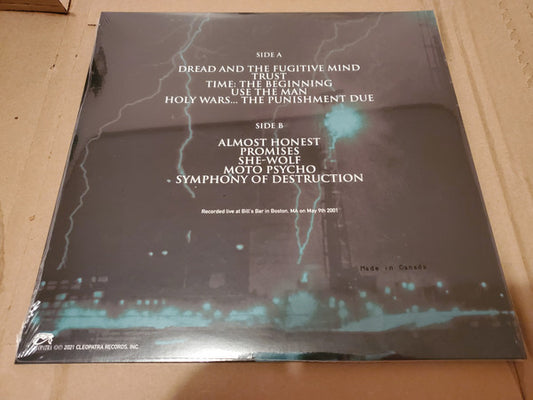 SIDE A
DREAD AND THE FUGITIVE MIND
TRUST
TIME: THE BEGINNING
USE THE MAN
HOLY WARS... THE PUNISHMENT DUE
SIDE B
ALMOST HONEST
PROMISES
SHE-WOLF
MOTO PSYCHO
SYMPHONY OF DESTRUCTION
Recorded live at Bill's Bar in Boston, MA on May 9th 2001
Made in Canada
2021 CLEOPATRA RECORDS, INC.